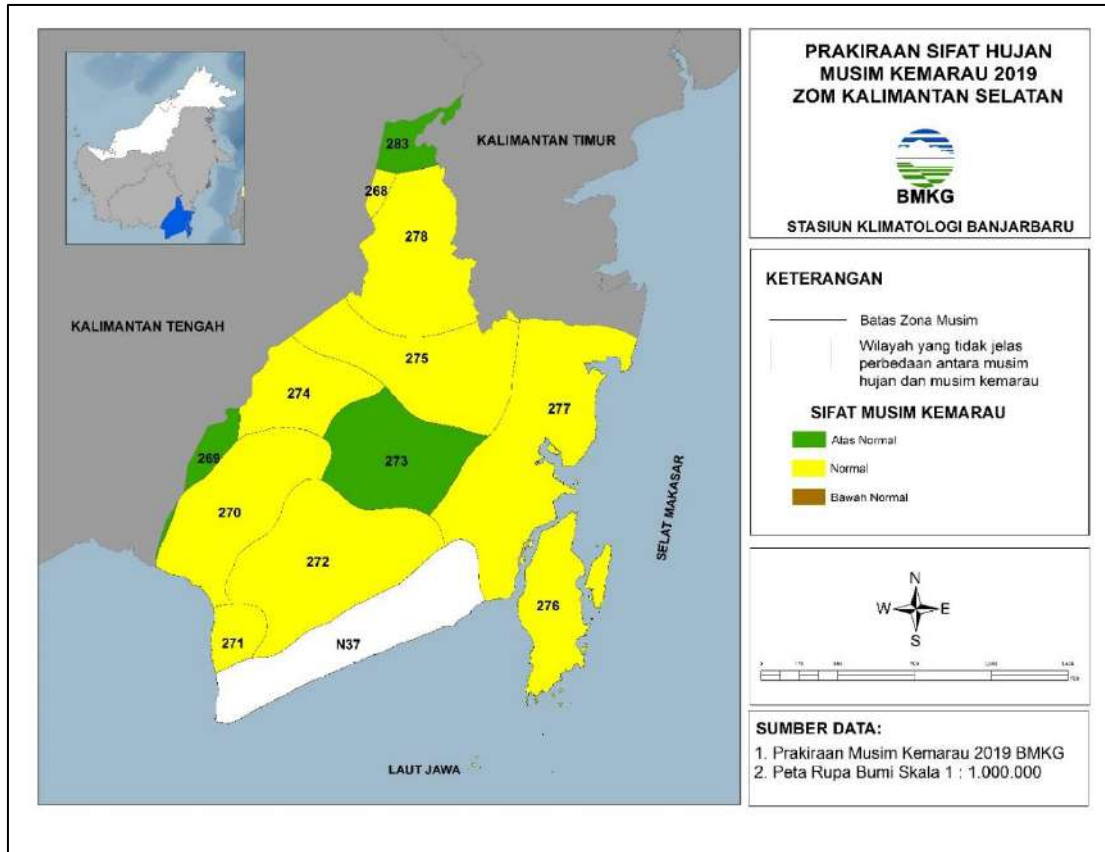 PRAKIRAAN SIFAT HUJAN
MUSIM KEMARAU 2019
ZOM KALIMANTAN SELATAN
BMKG
STASIUN KLIMATOLOGI BANJARBARU
KALIMANTAN TIMUR
283
268
278
KALIMANTAN TENGAH
275
274
277
269
273
270
SELAT MAKASAR
272
276
271
N37
LAUT JAWA
KETERANGAN
Batas Zona Musim
Wilayah yang tidak jelas
perbedaan antara musim
hujan dan musim kemarau
SIFAT MUSIM KEMARAU
Atas Normal
Normal
Bawah Normal
N
W E
S
SUMBER DATA:
1. Prakiraan Musim Kemarau 2019 BMKG
2. Peta Rupa Bumi Skala 1 : 1.000.000